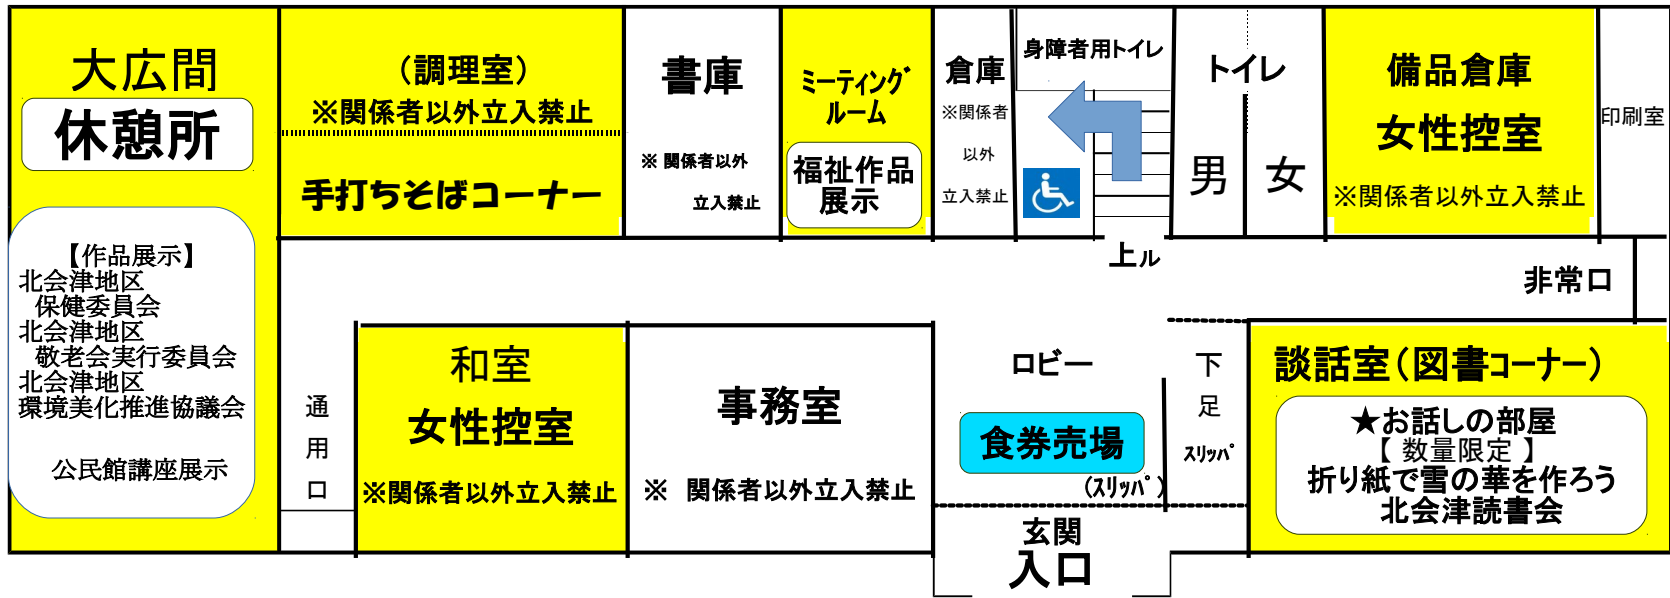 大広間
休憩所
【作品展示】
北会津地区
保健委員会
北会津地区
敬老会実行委員会
北会津地区
環境美化推進協議会
公民館講座展示
（調理室）
※関係者以外立入禁止
手打ちそばコーナー
書庫
※ 関係者以外
立入禁止
ミーティング
ルーム
福祉作品
展示
倉庫
※関係者
以外
立入禁止
身障者用トイレ
トイレ
男
女
備品倉庫
女性控室
※関係者以外立入禁止
印刷室
上ル
非常口
通
用
口
和室
女性控室
※関係者以外立入禁止
事務室
※ 関係者以外立入禁止
ロビー
食券売場
(スリッパ)
下
足
スリッパ
玄関
入口
談話室（図書コーナー）
★お話しの部屋
【 数量限定 】
折り紙で雪の華を作ろう
北会津読書会